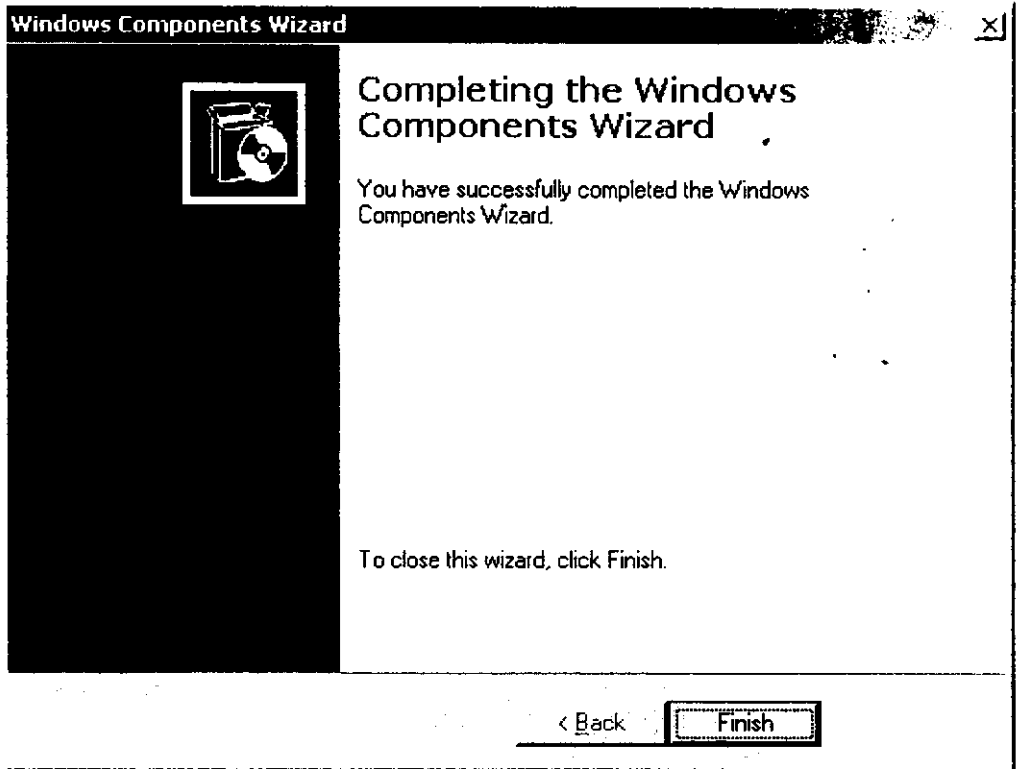 Windows Components Wizard
Completing the Windows
Components Wizard
You have successfully completed the Windows
Components Wizard.
To close this wizard, click Finish.
< Back
Finish